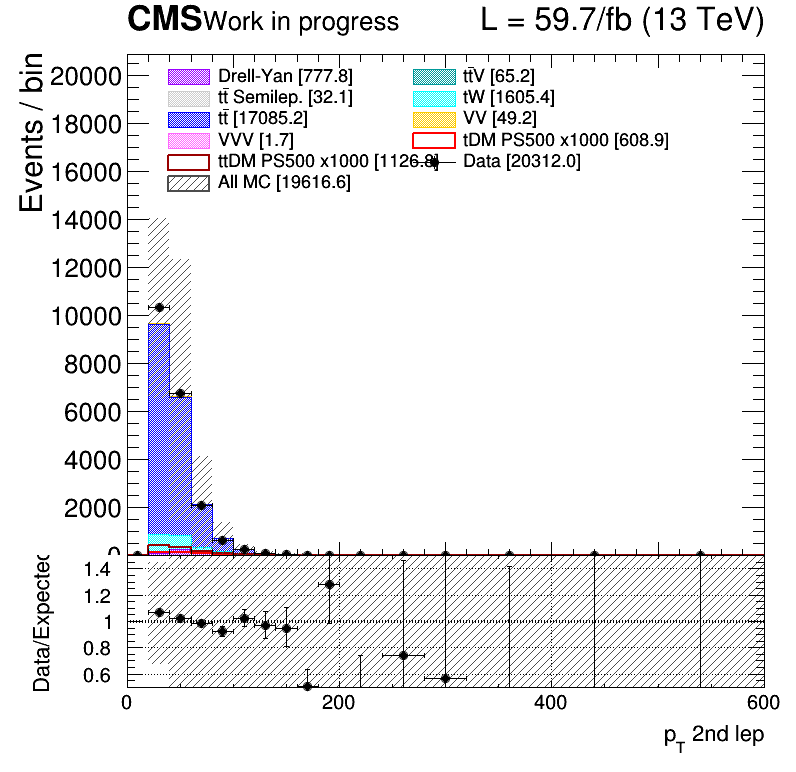 CMS Work in progress L = 59.7/fb (13 TeV)
Events / bin
20000
18000
16000
14000
12000
10000
8000
6000
4000
2000
0
Drell-Yan [777.8]
tt̄V [65.2]
tt̄ Semilep. [32.1]
tW [1605.4]
tt̄ [17085.2]
VV [49.2]
VVV [1.7]
tDM PS500 x1000 [608.9]
ttDM PS500 x1000 [1126.8]
Data [20312.0]
All MC [19616.6]
Data/Expected
1.4
1.2
1
0.8
0.6
0 200 400 600
p_T 2nd lep